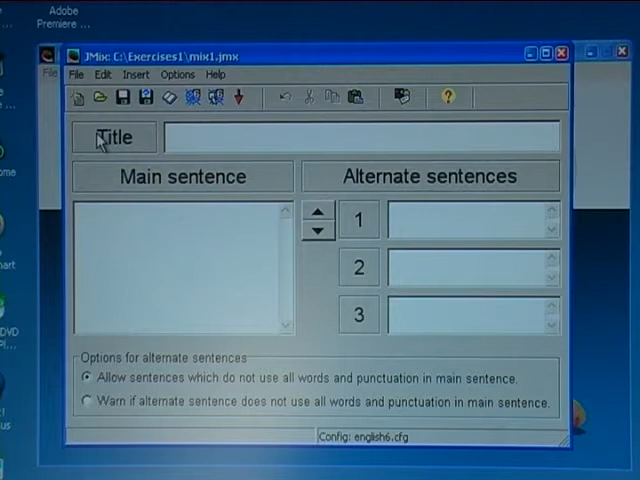 Adobe
Premiere ...
JMix: C:\Exercises1\mix1.jmx
File Edit Insert Options Help
Title
Main sentence
Alternate sentences
1
2
3
Options for alternate sentences
Allow sentences which do not use all words and punctuation in main sentence.
Warn if alternate sentence does not use all words and punctuation in main sentence.
Config: english6.cfg